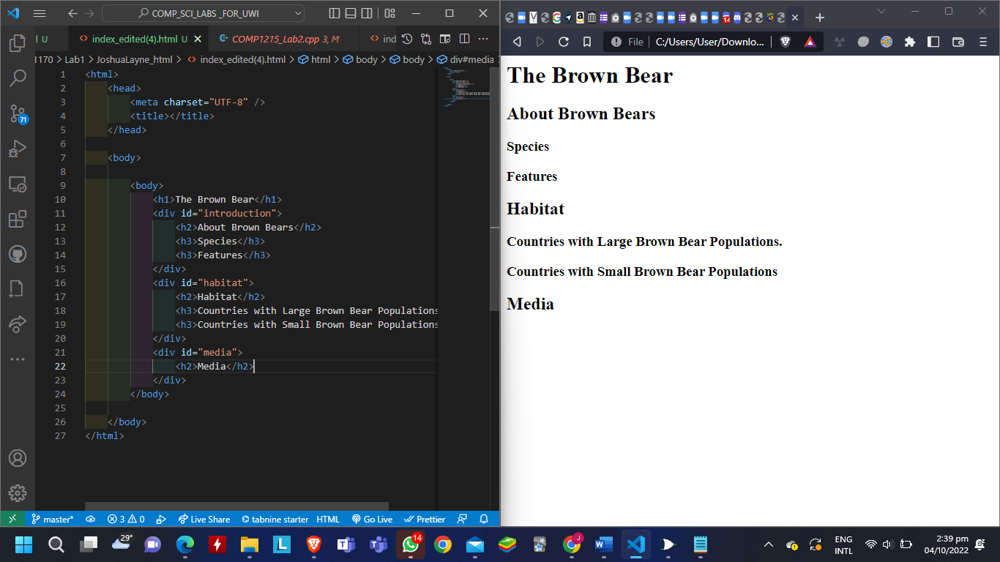 COMP_SCI_LABS _FOR_UWI
l U
index_edited(4).html U
COMP1215_Lab2.cpp 3, M
ind
1170 > Lab1 > JoshuaLayne_html > index_edited(4).html > html > body > body > div#media
1 <html>
2 <head>
3 <meta charset="UTF-8" />
4 <title></title>
5 </head>
6
7 <body>
8
9 <body>
10 <h1>The Brown Bear</h1>
11 <div id="introduction">
12 <h2>About Brown Bears</h2>
13 <h3>Species</h3>
14 <h3>Features</h3>
15 </div>
16 <div id="habitat">
17 <h2>Habitat</h2>
18 <h3>Countries with Large Brown Bear Populations
19 <h3>Countries with Small Brown Bear Populations
20 </div>
21 <div id="media">
22 <h2>Media</h2>
23 </div>
24 </body>
25
26 </body>
27 </html>
71
master*
3 0
Live Share
tabnine starter
HTML
Go Live
Prettier
File
C:/Users/User/Downlo...
The Brown Bear
About Brown Bears
Species
Features
Habitat
Countries with Large Brown Bear Populations.
Countries with Small Brown Bear Populations
Media
29°
14
ENG
INTL
2:39 pm
04/10/2022